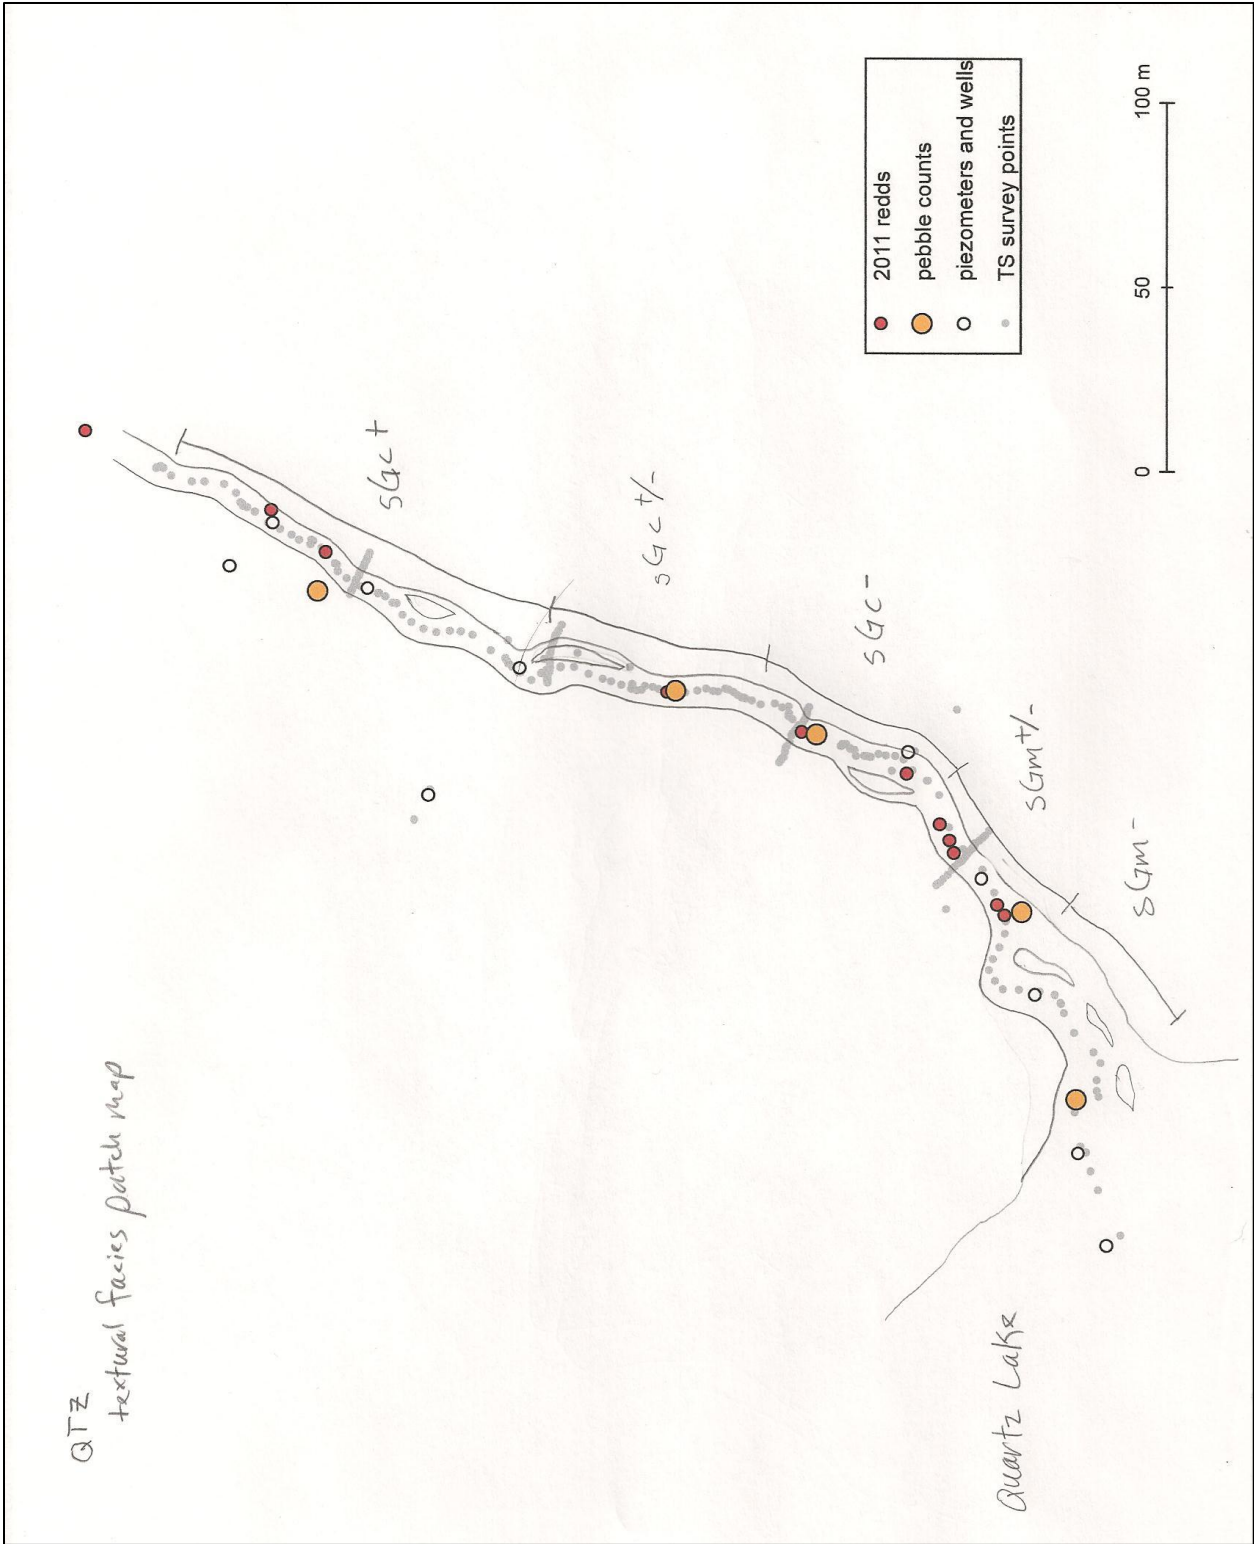 QTZ
textural facies patch map
SGc +
SGc +/-
SGc -
SGm +/-
SGm -
Quartz Lake
2011 redds
pebble counts
piezometers and wells
TS survey points
0 50 100 m